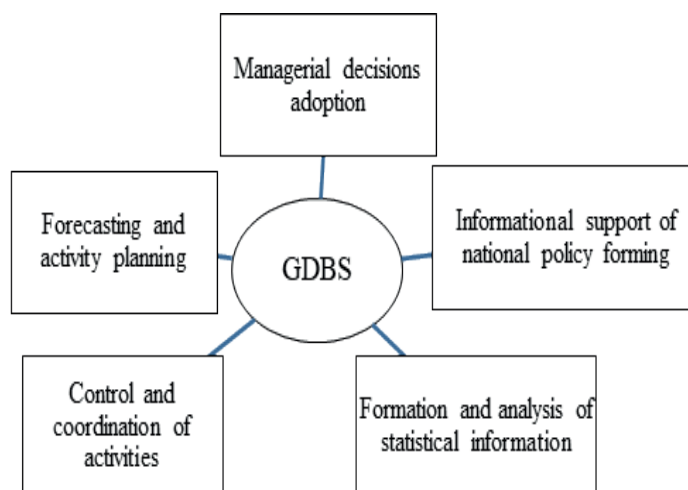 Managerial decisions
adoption
Forecasting and
activity planning
Informational support of
national policy forming
GDBS
Control and
coordination of
activities
Formation and analysis of
statistical information